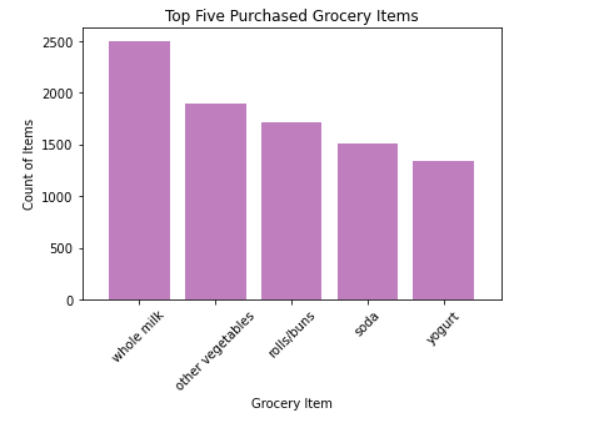 Top Five Purchased Grocery Items
2500
2000
1500
1000
500
0
Count of Items
whole milk
other vegetables
rolls/buns
soda
yogurt
Grocery Item